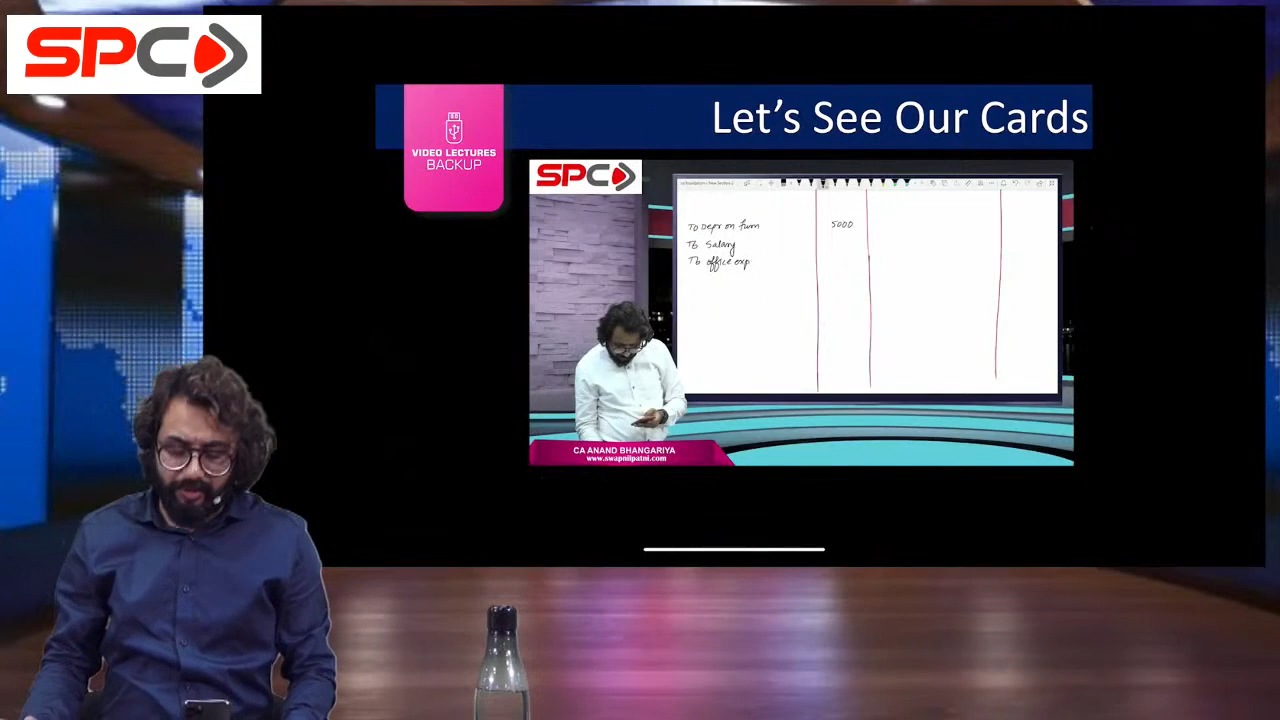 SPC
Let's See Our Cards
VIDEO LECTURES
BACKUP
SPC
To Depr on furn
5000
To Salary
To office exp
CA ANAND BHANGARIYA
www.swapnilpatni.com